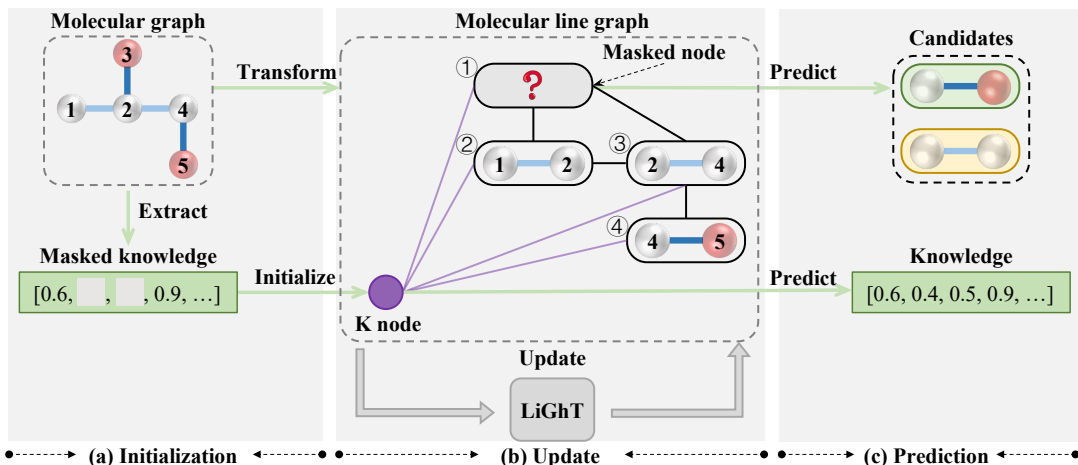 Molecular graph
3
1
2
4
5
Extract
Masked knowledge
[0.6, , , 0.9, …]
Transform
Initialize
Molecular line graph
Masked node
①
?
②
1 2
③
2 4
④
4 5
K node
Update
LiGhT
Predict
Candidates
Predict
Knowledge
[0.6, 0.4, 0.5, 0.9, …]
(a) Initialization
(b) Update
(c) Prediction